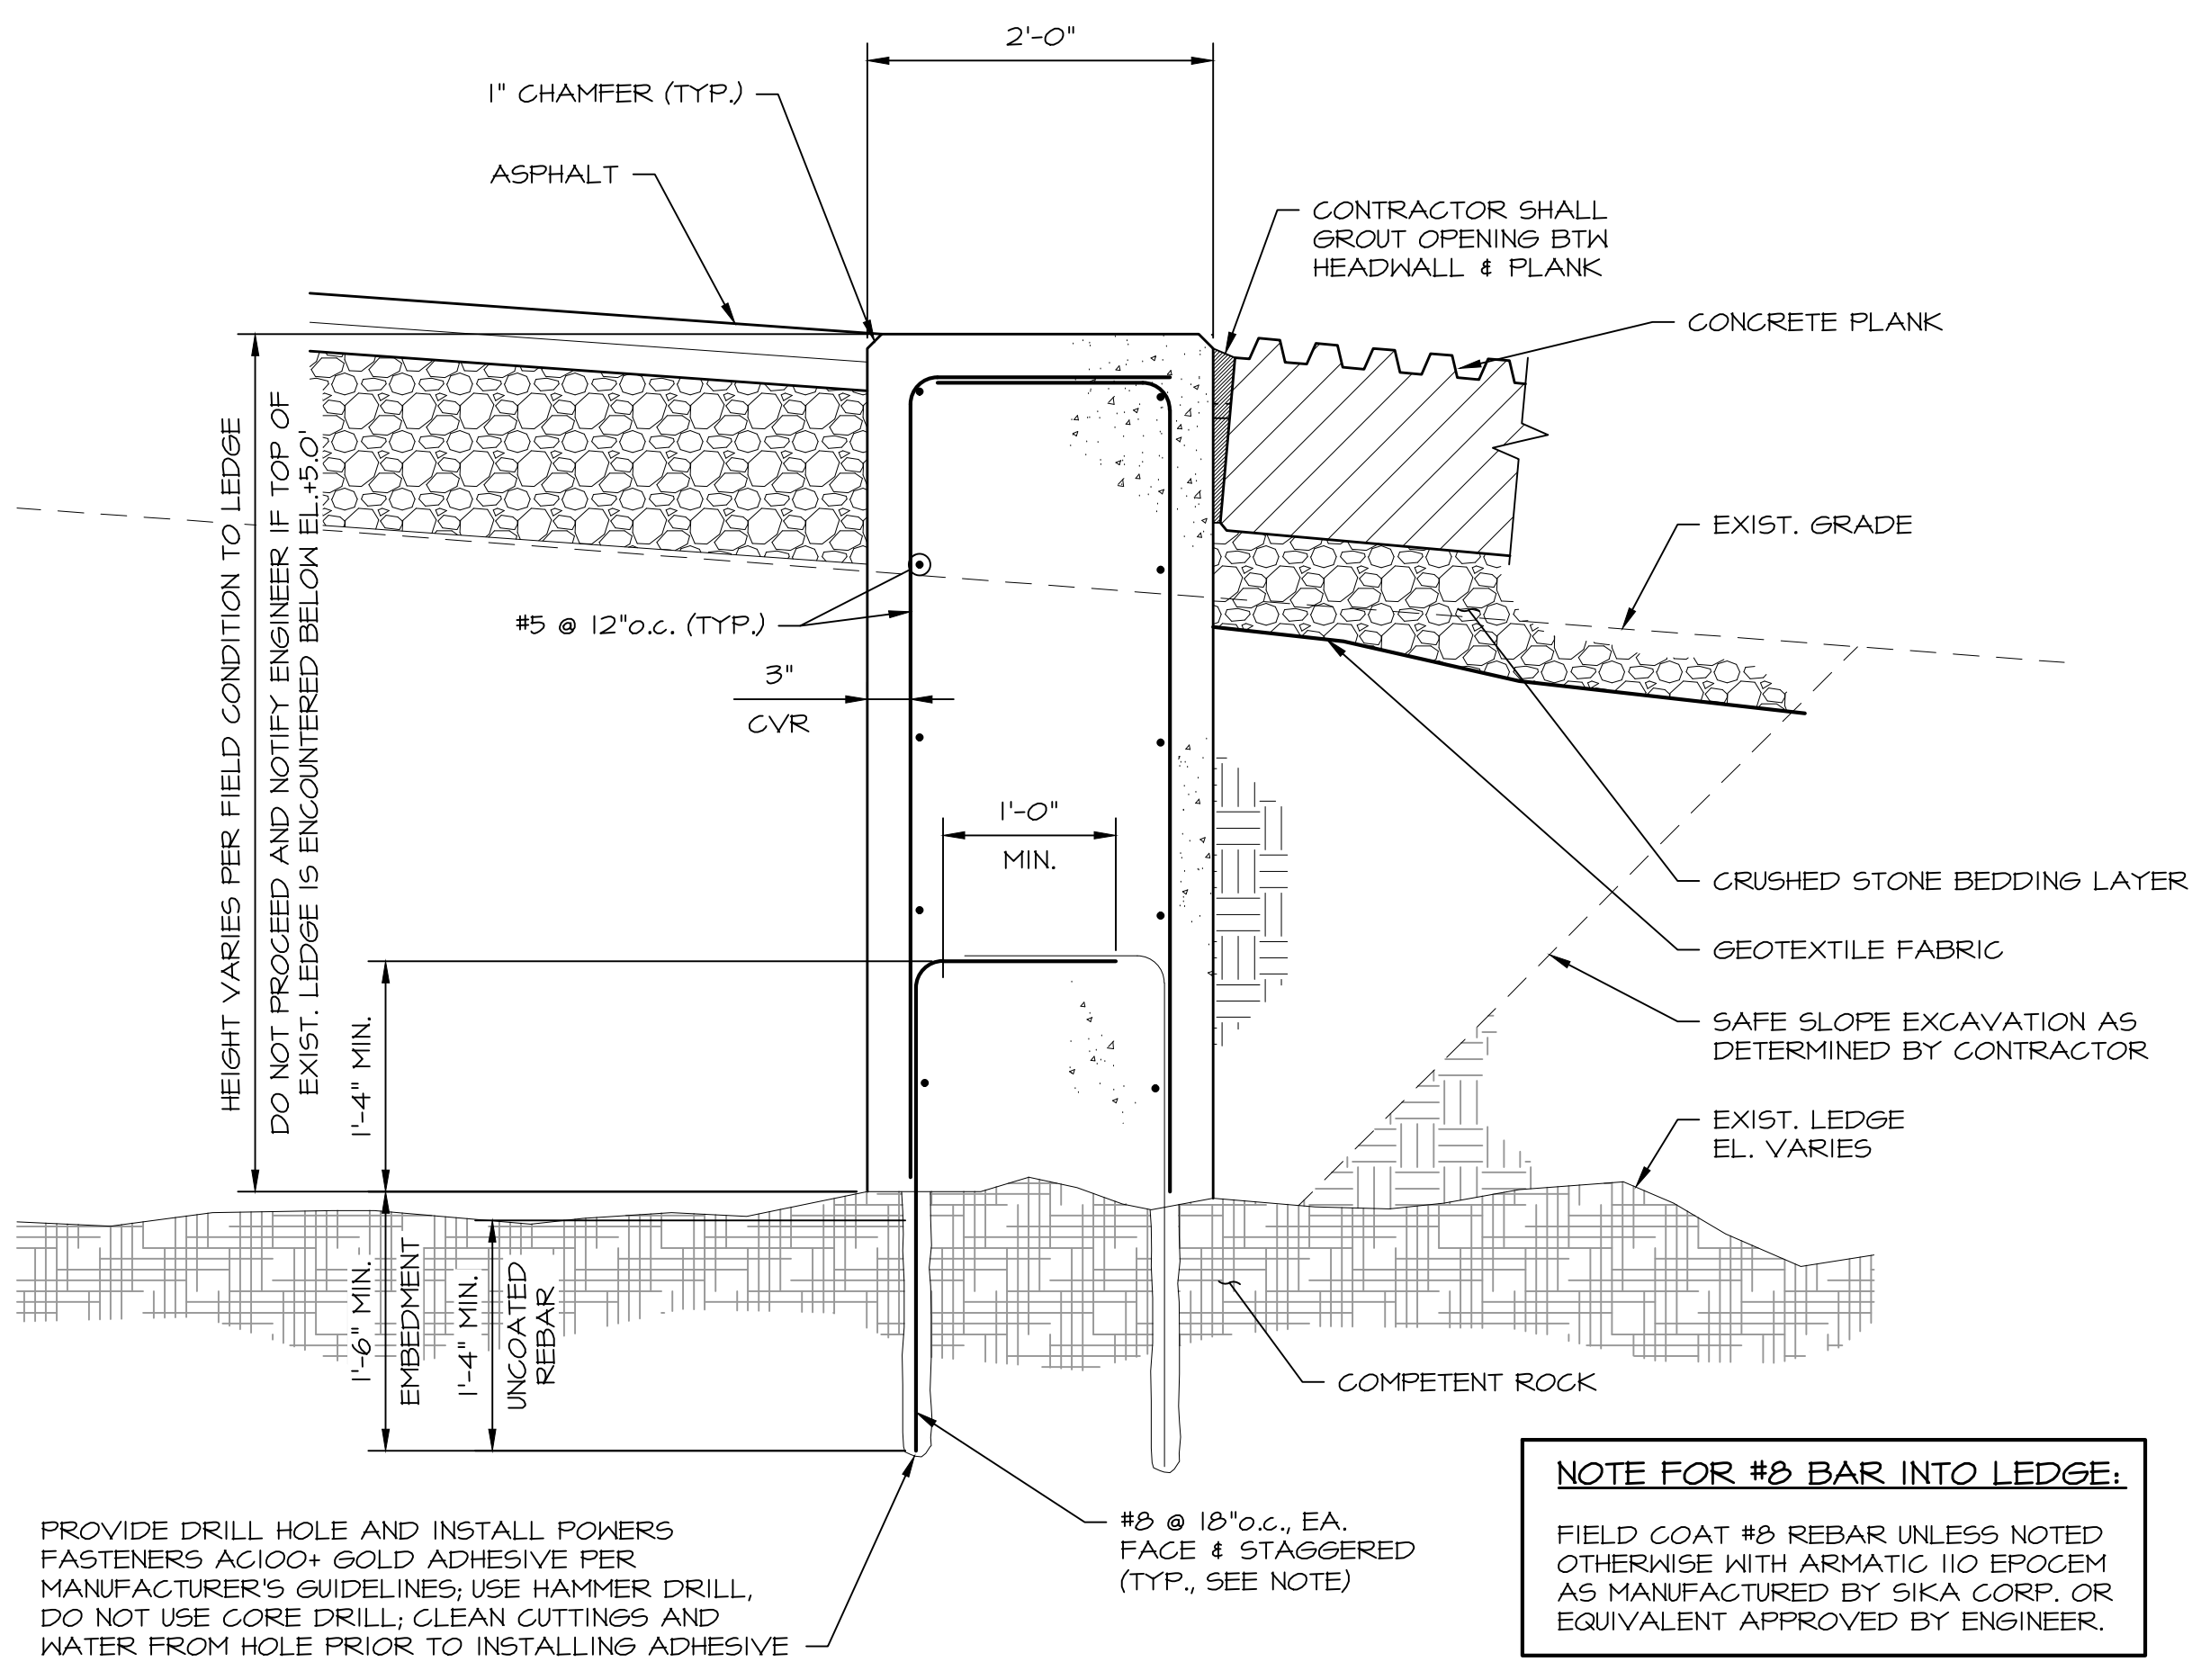 2'-0"
1" CHAMFER (TYP.)
ASPHALT
CONTRACTOR SHALL
GROUT OPENING BTW
HEADWALL & PLANK
CONCRETE PLANK
EXIST. GRADE
#5 @ 12"o.c. (TYP.)
3"
CVR
1'-0"
MIN.
HEIGHT VARIES PER FIELD CONDITION TO LEDGE
DO NOT PROCEED AND NOTIFY ENGINEER IF TOP OF
EXIST. LEDGE IS ENCOUNTERED BELOW EL.+5.0'
CRUSHED STONE BEDDING LAYER
GEOTEXTILE FABRIC
SAFE SLOPE EXCAVATION AS
DETERMINED BY CONTRACTOR
1'-4" MIN.
EXIST. LEDGE
EL. VARIES
1'-6" MIN.
EMBEDMENT
1'-4" MIN.
UNCOATED
REBAR
COMPETENT ROCK
#8 @ 18"o.c., EA.
FACE & STAGGERED
(TYP., SEE NOTE)
PROVIDE DRILL HOLE AND INSTALL POWERS
FASTENERS AC100+ GOLD ADHESIVE PER
MANUFACTURER'S GUIDELINES; USE HAMMER DRILL,
DO NOT USE CORE DRILL; CLEAN CUTTINGS AND
WATER FROM HOLE PRIOR TO INSTALLING ADHESIVE
NOTE FOR #8 BAR INTO LEDGE:
FIELD COAT #8 REBAR UNLESS NOTED
OTHERWISE WITH ARMATIC 110 EPOCEM
AS MANUFACTURED BY SIKA CORP. OR
EQUIVALENT APPROVED BY ENGINEER.